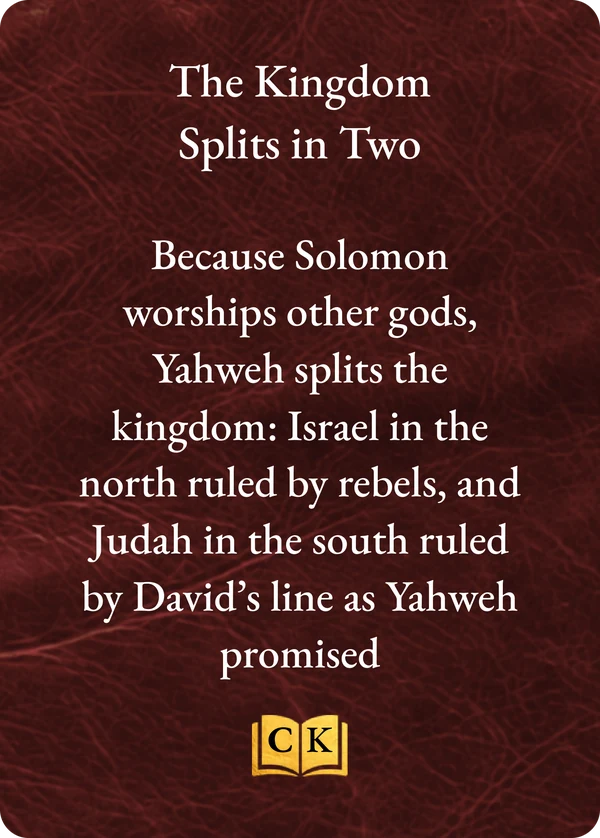 The Kingdom
Splits in Two
Because Solomon
worships other gods,
Yahweh splits the
kingdom: Israel in the
north ruled by rebels, and
Judah in the south ruled
by David’s line as Yahweh
promised
C K